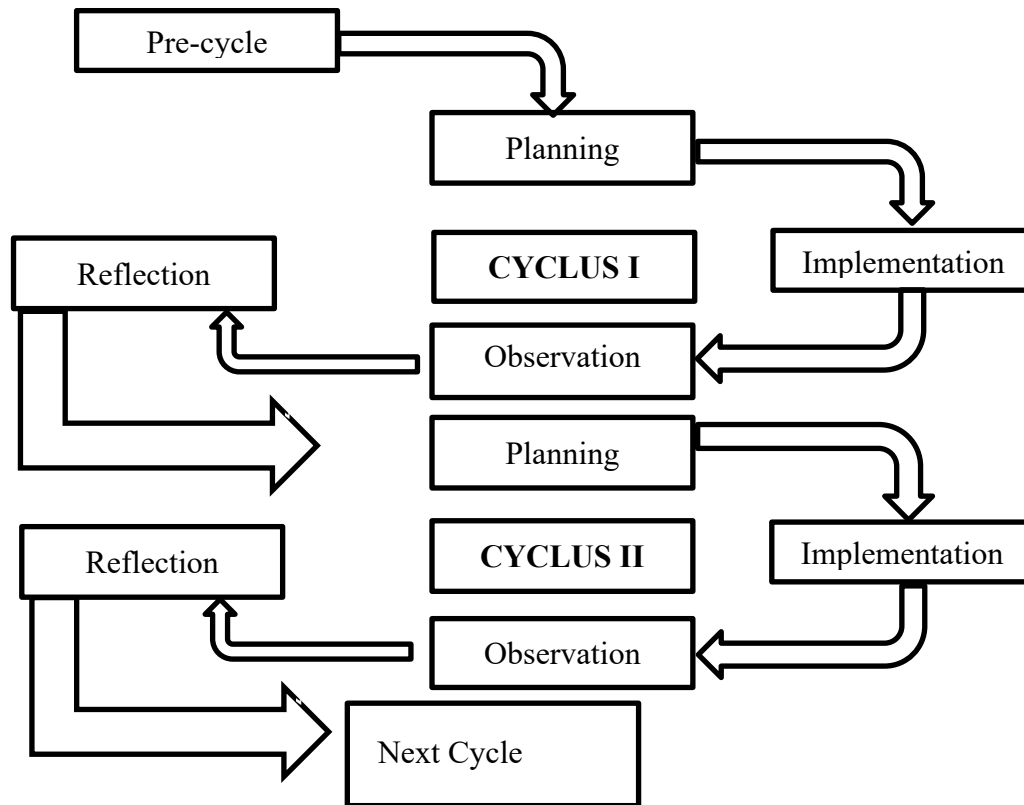 Pre-cycle
Planning
Reflection
CYCLUS I
Implementation
Observation
Planning
Reflection
CYCLUS II
Implementation
Observation
Next Cycle